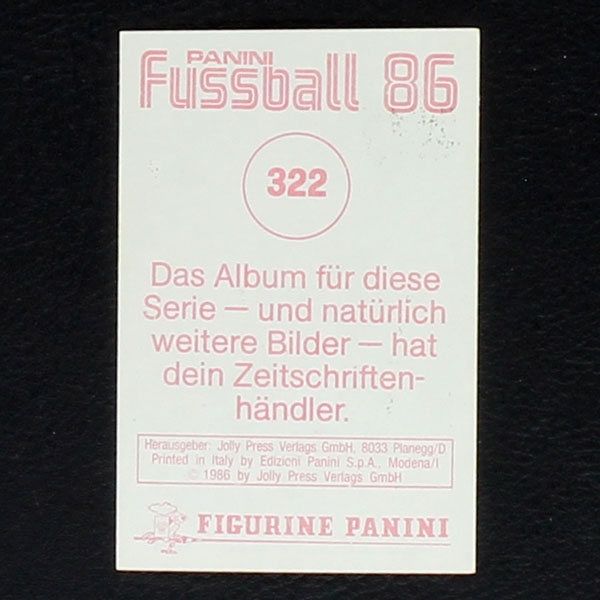 PANINI
Fussball 86
322
Das Album für diese
Serie — und natürlich
weitere Bilder — hat
dein Zeitschriften-
händler.
Herausgeber: Jolly Press Verlags GmbH, 8033 Planegg/D
Printed in Italy by Edizioni Panini S.p.A., Modena/I
© 1986 by Jolly Press Verlags GmbH
FIGURINE PANINI